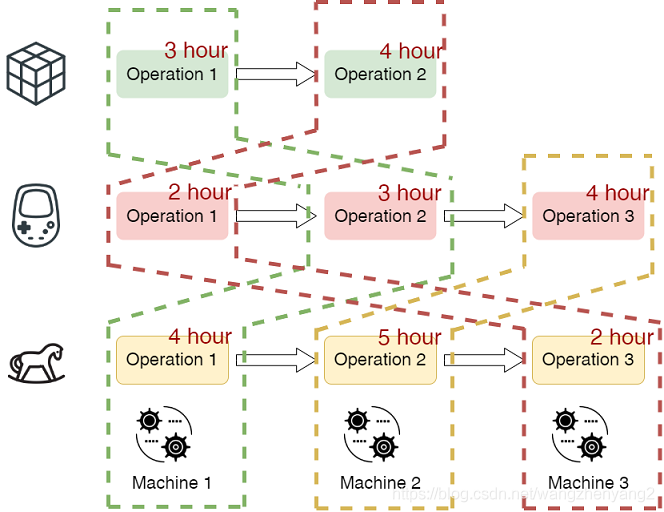 3 hour
4 hour
Operation 1
Operation 2
2 hour
3 hour
4 hour
Operation 1
Operation 2
Operation 3
4 hour
5 hour
2 hour
Operation 1
Operation 2
Operation 3
Machine 1
Machine 2
Machine 3
https://blog.csdn.net/wangzhenyang2